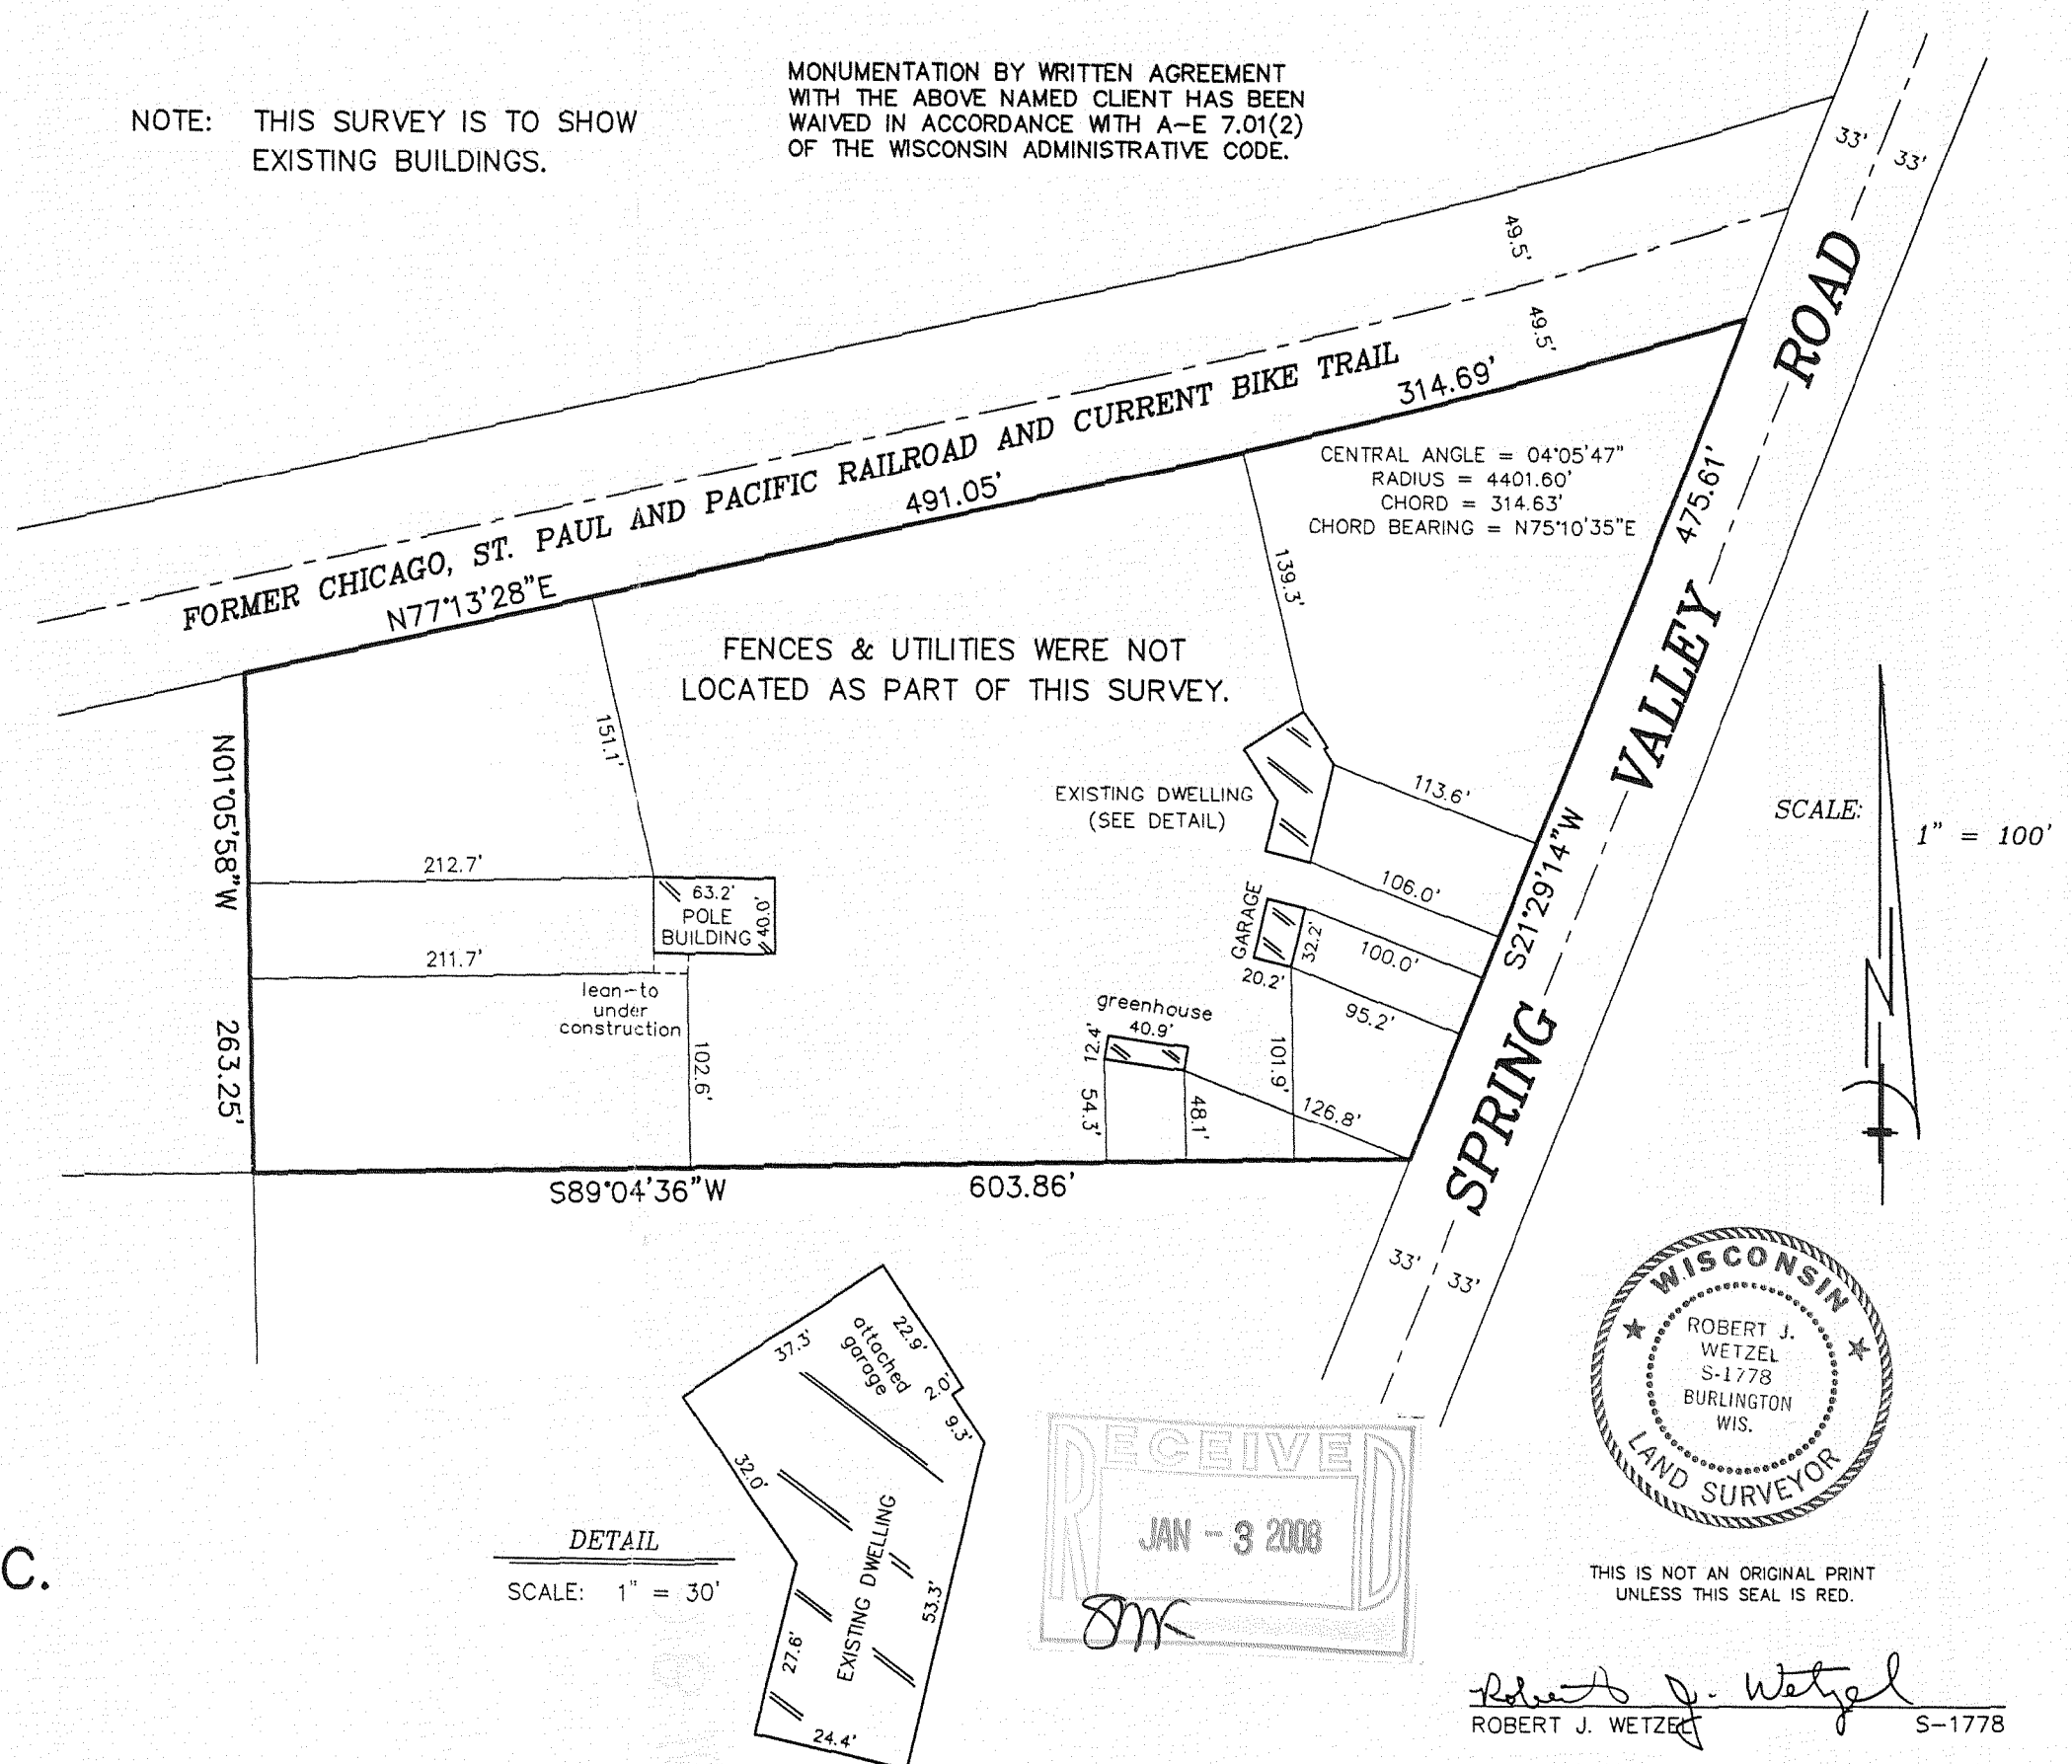 NOTE: THIS SURVEY IS TO SHOW
EXISTING BUILDINGS.
MONUMENTATION BY WRITTEN AGREEMENT
WITH THE ABOVE NAMED CLIENT HAS BEEN
WAIVED IN ACCORDANCE WITH A-E 7.01(2)
OF THE WISCONSIN ADMINISTRATIVE CODE.
33'
33'
49.5'
49.5'
FORMER CHICAGO, ST. PAUL AND PACIFIC RAILROAD AND CURRENT BIKE TRAIL
N77°13'28"E
491.05'
314.69'
CENTRAL ANGLE = 04°05'47"
RADIUS = 4401.60'
CHORD = 314.63'
CHORD BEARING = N75°10'35"E
SPRING VALLEY ROAD
S21°29'14"W
475.61'
FENCES & UTILITIES WERE NOT
LOCATED AS PART OF THIS SURVEY.
139.3'
151.1'
N01°05'58"W
263.25'
EXISTING DWELLING
(SEE DETAIL)
113.6'
106.0'
SCALE:
1" = 100'
N
212.7'
63.2'
POLE
BUILDING
40.0'
211.7'
lean-to
under
construction
102.6'
GARAGE
32.2'
20.2'
100.0'
95.2'
greenhouse
40.9'
12.4'
54.3'
48.1'
101.9'
126.8'
S89°04'36"W
603.86'
33'
33'
37.3'
attached
garage
22.9'
2.0'
9.3'
32.0'
EXISTING DWELLING
53.3'
27.6'
24.4'
DETAIL
SCALE: 1" = 30'
C.
RECEIVED
JAN - 3 2008
SMK
WISCONSIN
ROBERT J.
WETZEL
S-1778
BURLINGTON
WIS.
LAND SURVEYOR
THIS IS NOT AN ORIGINAL PRINT
UNLESS THIS SEAL IS RED.
Robert J. Wetzel
ROBERT J. WETZEL S-1778